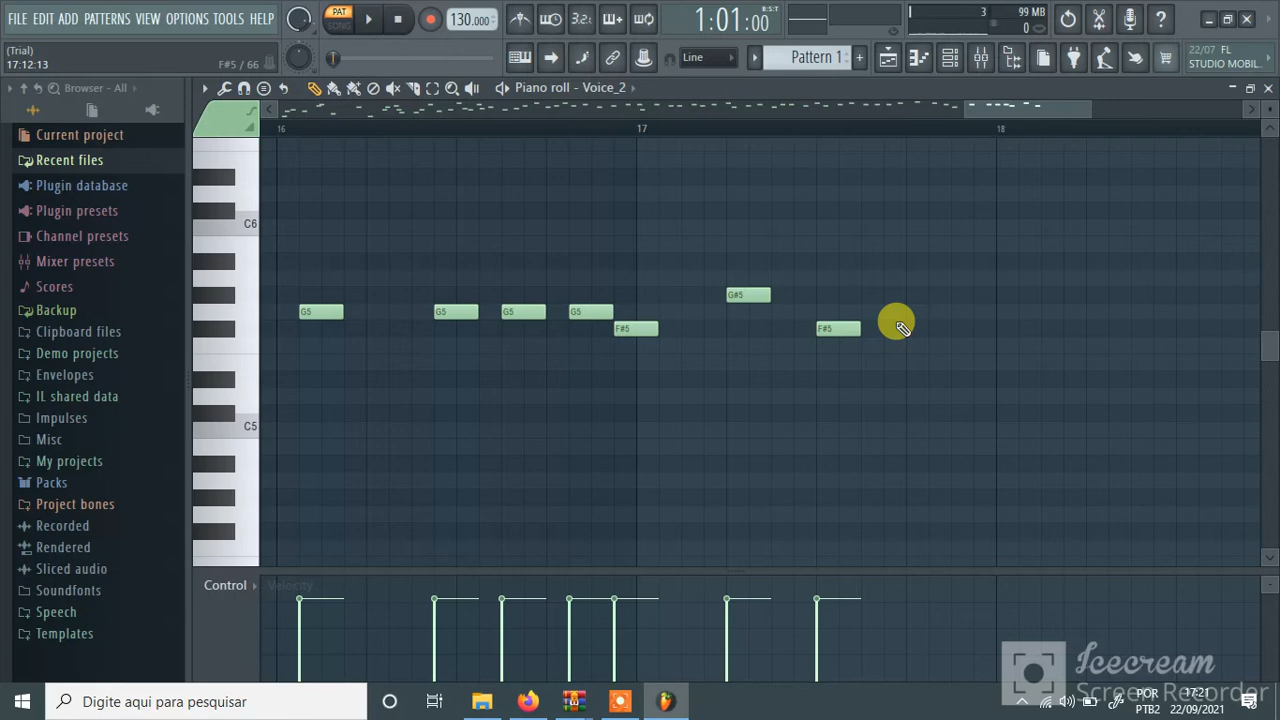 FILE EDIT ADD PATTERNS VIEW OPTIONS TOOLS HELP
PAT
SONG
130.000
3.2.
1:01:00
B:S:T
3
99 MB
0
(Trial)
17:12:13
F#5 / 66
Line
Pattern 1
22/07 FL
STUDIO MOBIL..
Browser - All
Piano roll - Voice_2
16
17
18
Current project
Recent files
Plugin database
Plugin presets
Channel presets
Mixer presets
Scores
Backup
Clipboard files
Demo projects
Envelopes
IL shared data
Impulses
Misc
My projects
Packs
Project bones
Recorded
Rendered
Sliced audio
Soundfonts
Speech
Templates
C6
C5
G5
G5
G5
G5
F#5
G#5
F#5
Control
Velocity
Icecream
Screen Recorder
Digite aqui para pesquisar
POR
PTB2
17:21
22/09/2021